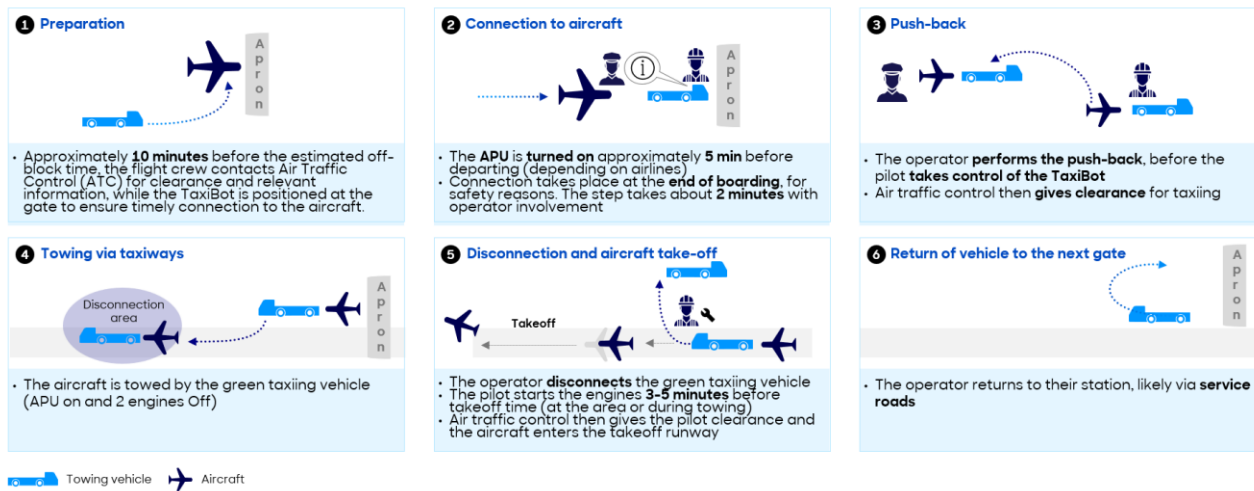 1 Preparation
Apron
• Approximately 10 minutes before the estimated off-
block time, the flight crew contacts Air Traffic
Control (ATC) for clearance and relevant
information, while the TaxiBot is positioned at the
gate to ensure timely connection to the aircraft.
2 Connection to aircraft
i
Apron
• The APU is turned on approximately 5 min before
departing (depending on airlines)
• Connection takes place at the end of boarding, for
safety reasons. The step takes about 2 minutes with
operator involvement
3 Push-back
• The operator performs the push-back, before the
pilot takes control of the TaxiBot
• Air traffic control then gives clearance for taxiing
4 Towing via taxiways
Disconnection
area
Apron
• The aircraft is towed by the green taxiing vehicle
(APU on and 2 engines Off)
5 Disconnection and aircraft take-off
Takeoff
• The operator disconnects the green taxiing vehicle
• The pilot starts the engines 3-5 minutes before
takeoff time (at the area or during towing)
• Air traffic control then gives the pilot clearance and
the aircraft enters the takeoff runway
6 Return of vehicle to the next gate
Apron
• The operator returns to their station, likely via service
roads
Towing vehicle
Aircraft